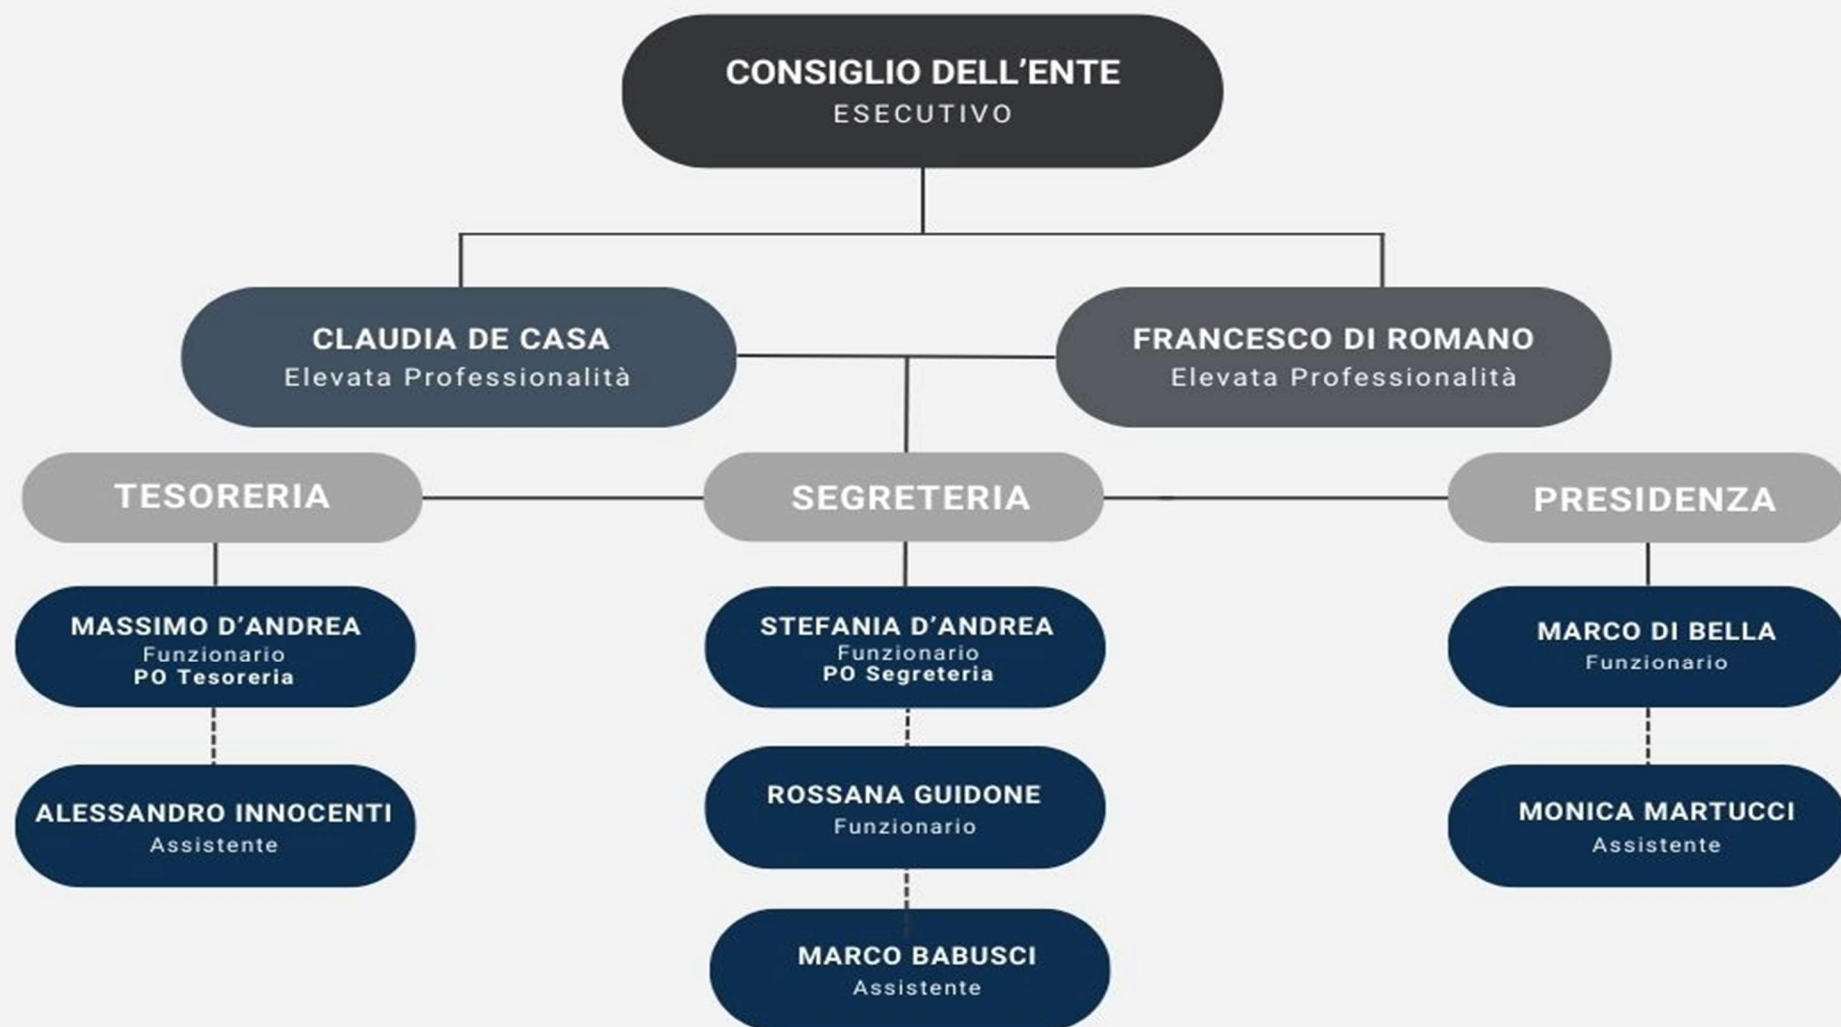 CONSIGLIO DELL’ENTE
ESECUTIVO
CLAUDIA DE CASA
Elevata Professionalità
FRANCESCO DI ROMANO
Elevata Professionalità
TESORERIA
SEGRETERIA
PRESIDENZA
MASSIMO D’ANDREA
Funzionario
PO Tesoreria
STEFANIA D’ANDREA
Funzionario
PO Segreteria
MARCO DI BELLA
Funzionario
ALESSANDRO INNOCENTI
Assistente
ROSSANA GUIDONE
Funzionario
MONICA MARTUCCI
Assistente
MARCO BABUSCI
Assistente